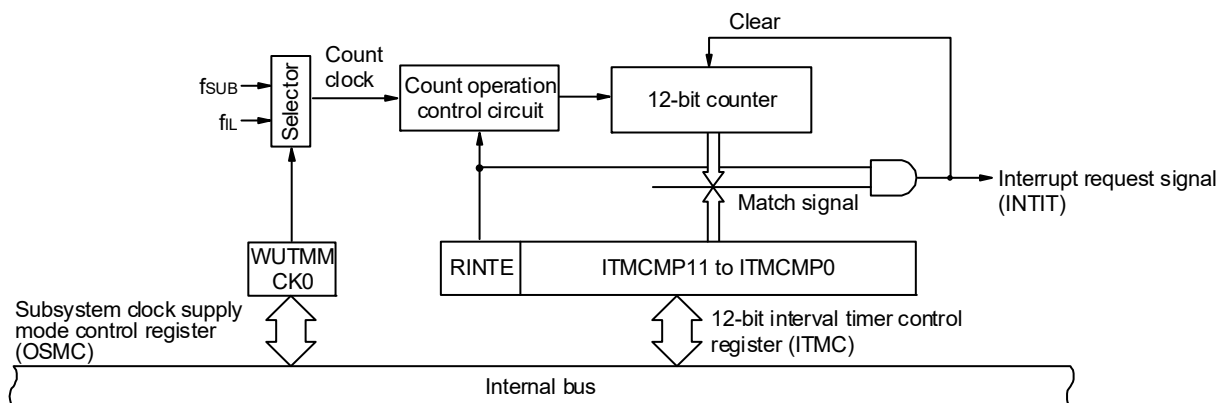 Clear
Count
clock
Selector
fSUB
fIL
Count operation
control circuit
12-bit counter
Match signal
Interrupt request signal
(INTIT)
WUTMM
CK0
RINTE
ITMCMP11 to ITMCMP0
Subsystem clock supply
mode control register
(OSMC)
12-bit interval timer control
register (ITMC)
Internal bus